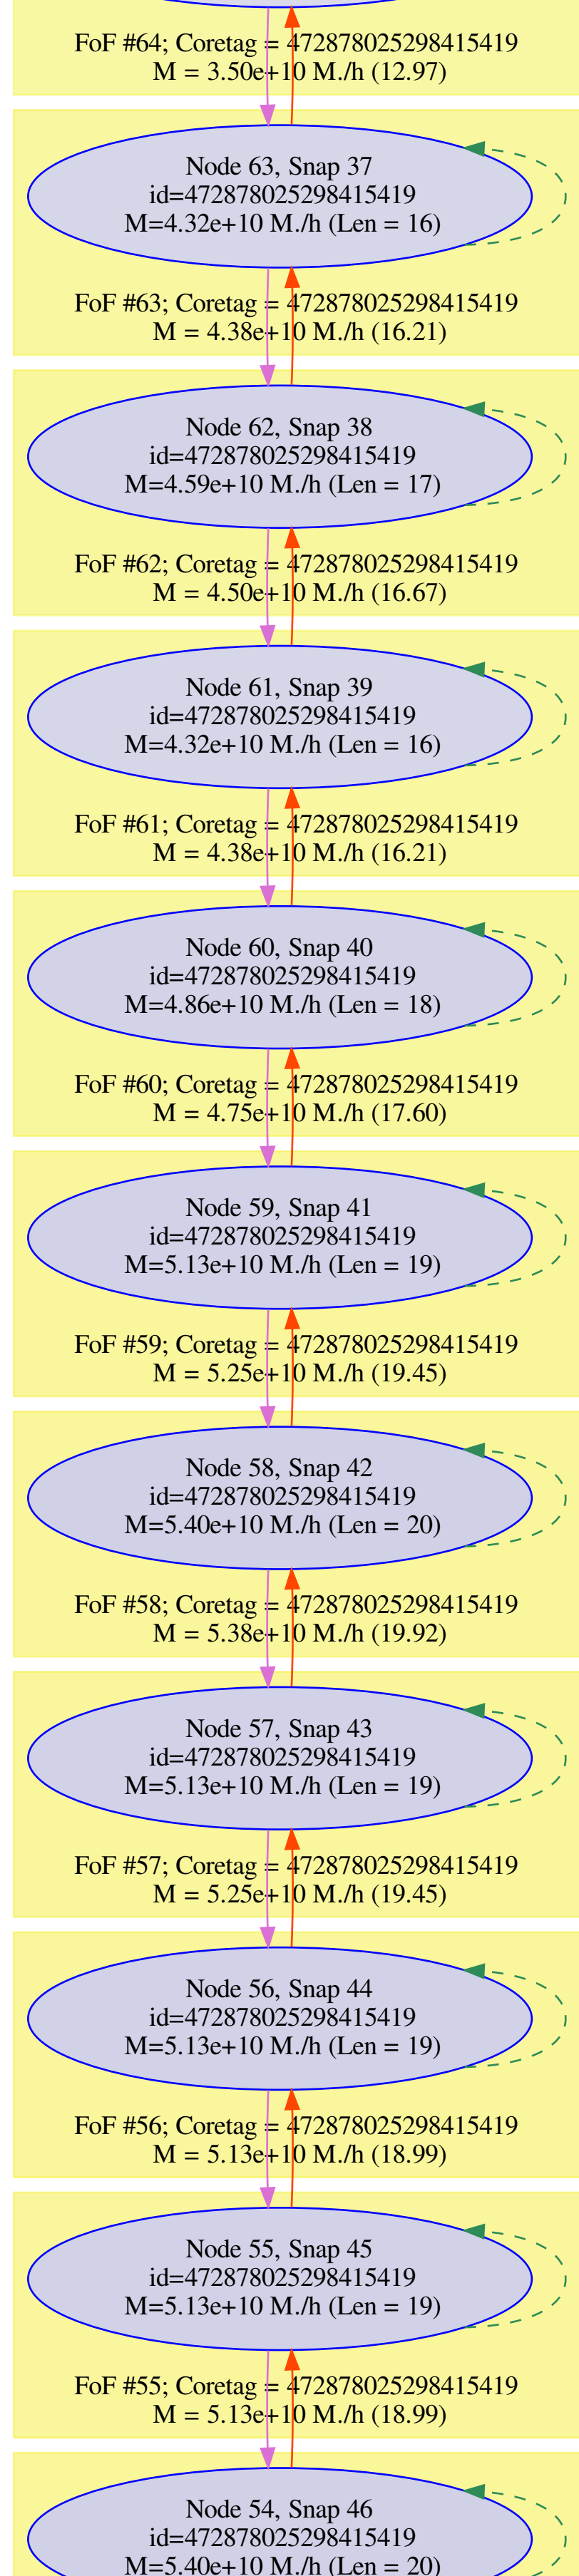 FoF #64; Coretag = 472878025298415419
M = 3.50e+10 M./h (12.97)
Node 63, Snap 37
id=472878025298415419
M=4.32e+10 M./h (Len = 16)
FoF #63; Coretag = 472878025298415419
M = 4.38e+10 M./h (16.21)
Node 62, Snap 38
id=472878025298415419
M=4.59e+10 M./h (Len = 17)
FoF #62; Coretag = 472878025298415419
M = 4.50e+10 M./h (16.67)
Node 61, Snap 39
id=472878025298415419
M=4.32e+10 M./h (Len = 16)
FoF #61; Coretag = 472878025298415419
M = 4.38e+10 M./h (16.21)
Node 60, Snap 40
id=472878025298415419
M=4.86e+10 M./h (Len = 18)
FoF #60; Coretag = 472878025298415419
M = 4.75e+10 M./h (17.60)
Node 59, Snap 41
id=472878025298415419
M=5.13e+10 M./h (Len = 19)
FoF #59; Coretag = 472878025298415419
M = 5.25e+10 M./h (19.45)
Node 58, Snap 42
id=472878025298415419
M=5.40e+10 M./h (Len = 20)
FoF #58; Coretag = 472878025298415419
M = 5.38e+10 M./h (19.92)
Node 57, Snap 43
id=472878025298415419
M=5.13e+10 M./h (Len = 19)
FoF #57; Coretag = 472878025298415419
M = 5.25e+10 M./h (19.45)
Node 56, Snap 44
id=472878025298415419
M=5.13e+10 M./h (Len = 19)
FoF #56; Coretag = 472878025298415419
M = 5.13e+10 M./h (18.99)
Node 55, Snap 45
id=472878025298415419
M=5.13e+10 M./h (Len = 19)
FoF #55; Coretag = 472878025298415419
M = 5.13e+10 M./h (18.99)
Node 54, Snap 46
id=472878025298415419
M=5.40e+10 M./h (Len = 20)